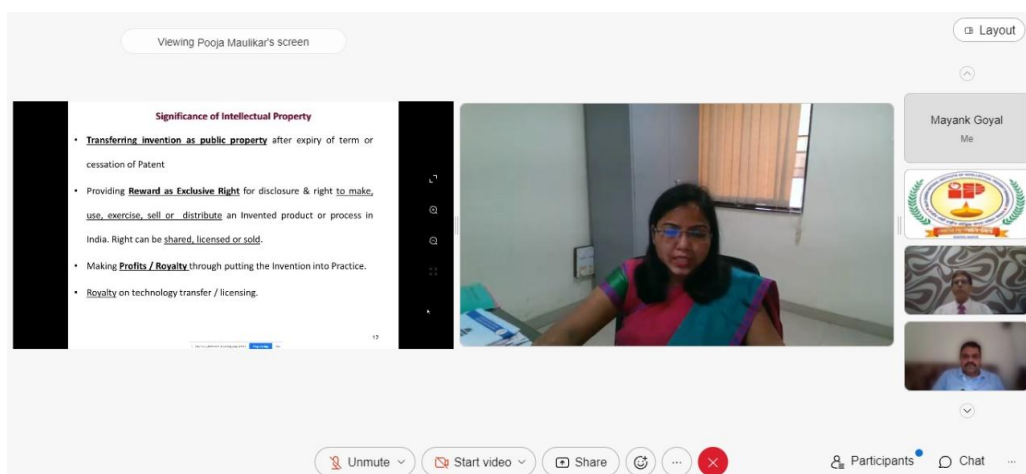 Viewing Pooja Maulikar's screen
Layout
Significance of Intellectual Property
• Transferring invention as public property after expiry of term or
cessation of Patent
• Providing Reward as Exclusive Right for disclosure & right to make,
use, exercise, sell or distribute an Invented product or process in
India. Right can be shared, licensed or sold.
• Making Profits / Royalty through putting the Invention into Practice.
• Royalty on technology transfer / licensing.
Mayank Goyal
Me
Unmute
Start video
Share
Participants
Chat